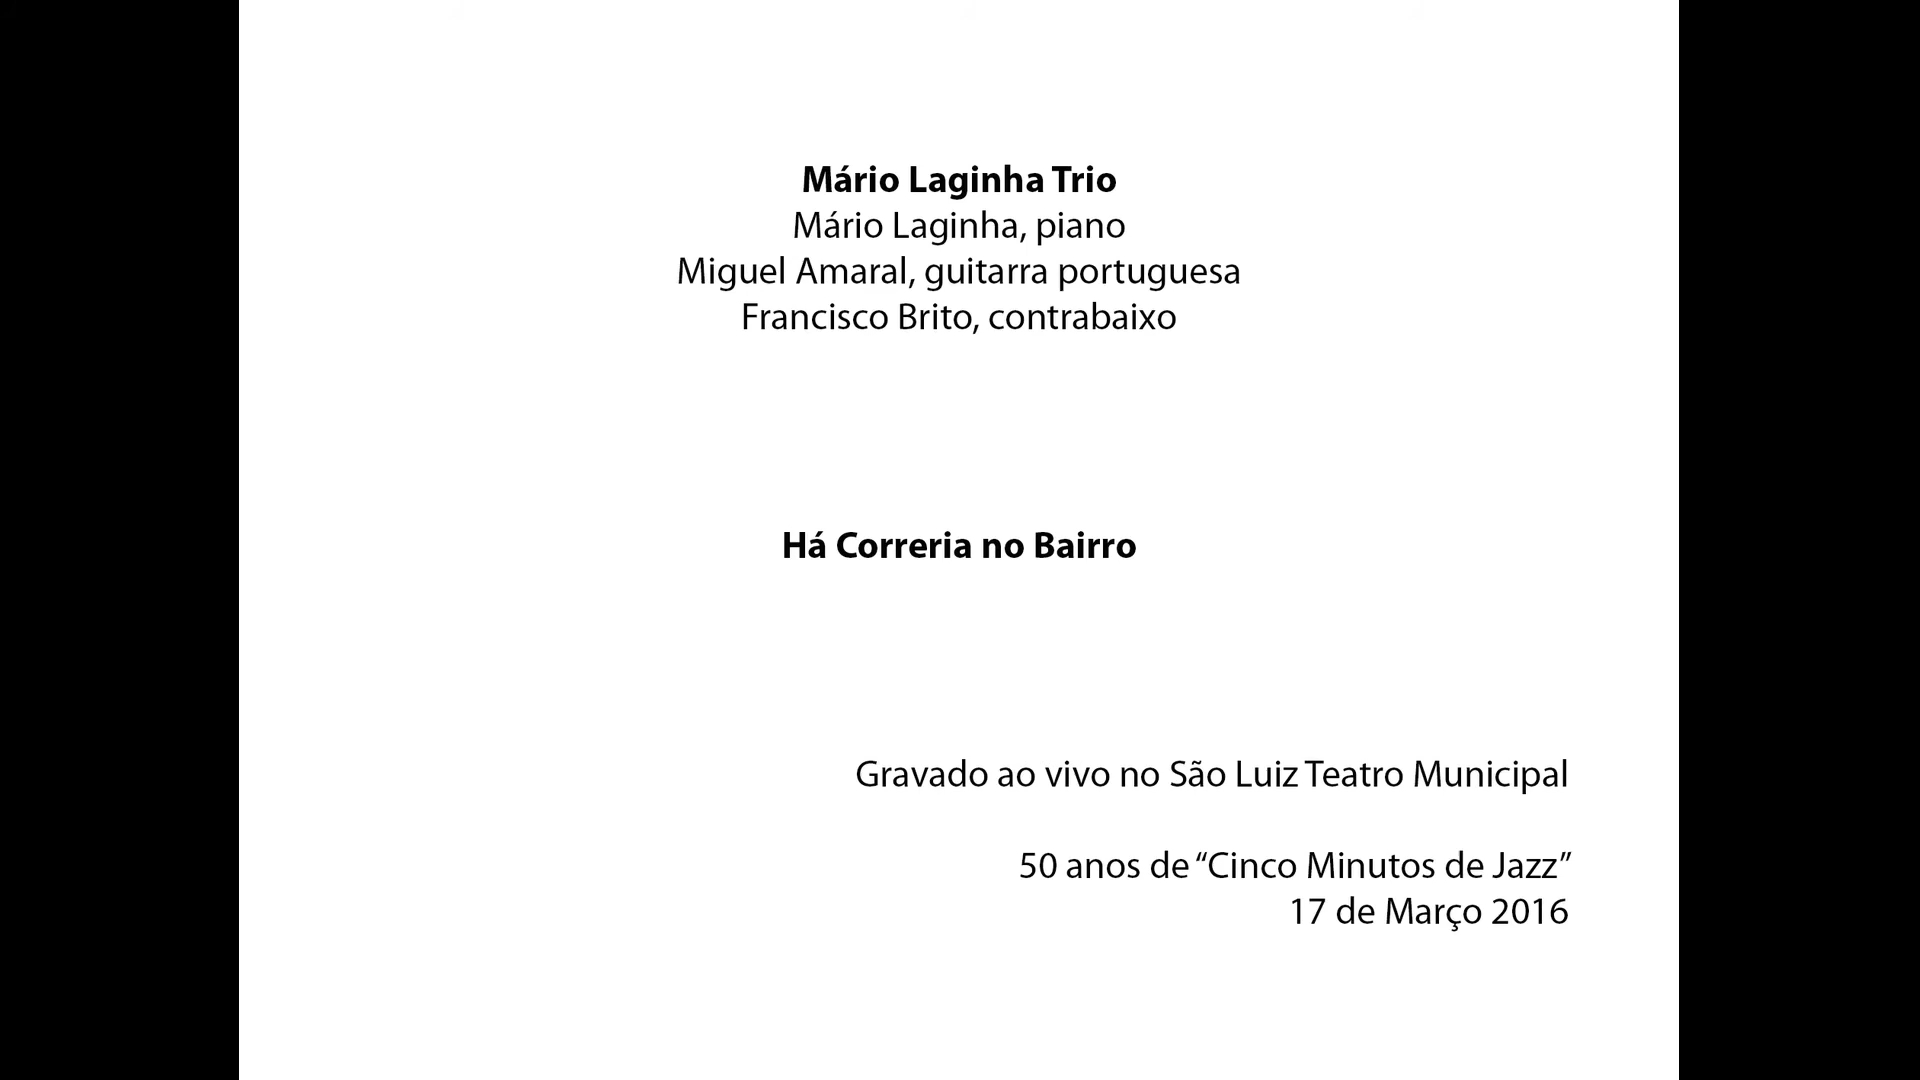 Mário Laginha Trio
Mário Laginha, piano
Miguel Amaral, guitarra portuguesa
Francisco Brito, contrabaixo
Há Correria no Bairro
Gravado ao vivo no São Luiz Teatro Municipal
50 anos de “Cinco Minutos de Jazz”
17 de Março 2016